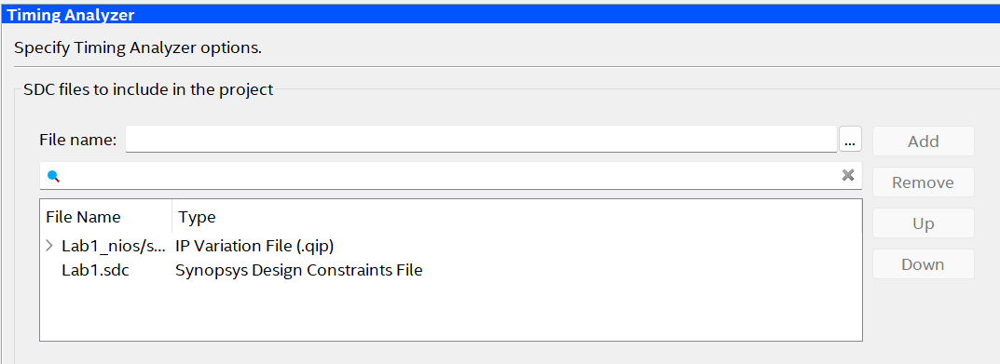 Timing Analyzer
Specify Timing Analyzer options.
SDC files to include in the project
File name: ... Add
Remove
File Name Type Up
Lab1_nios/s... IP Variation File (.qip)
Lab1.sdc Synopsys Design Constraints File Down